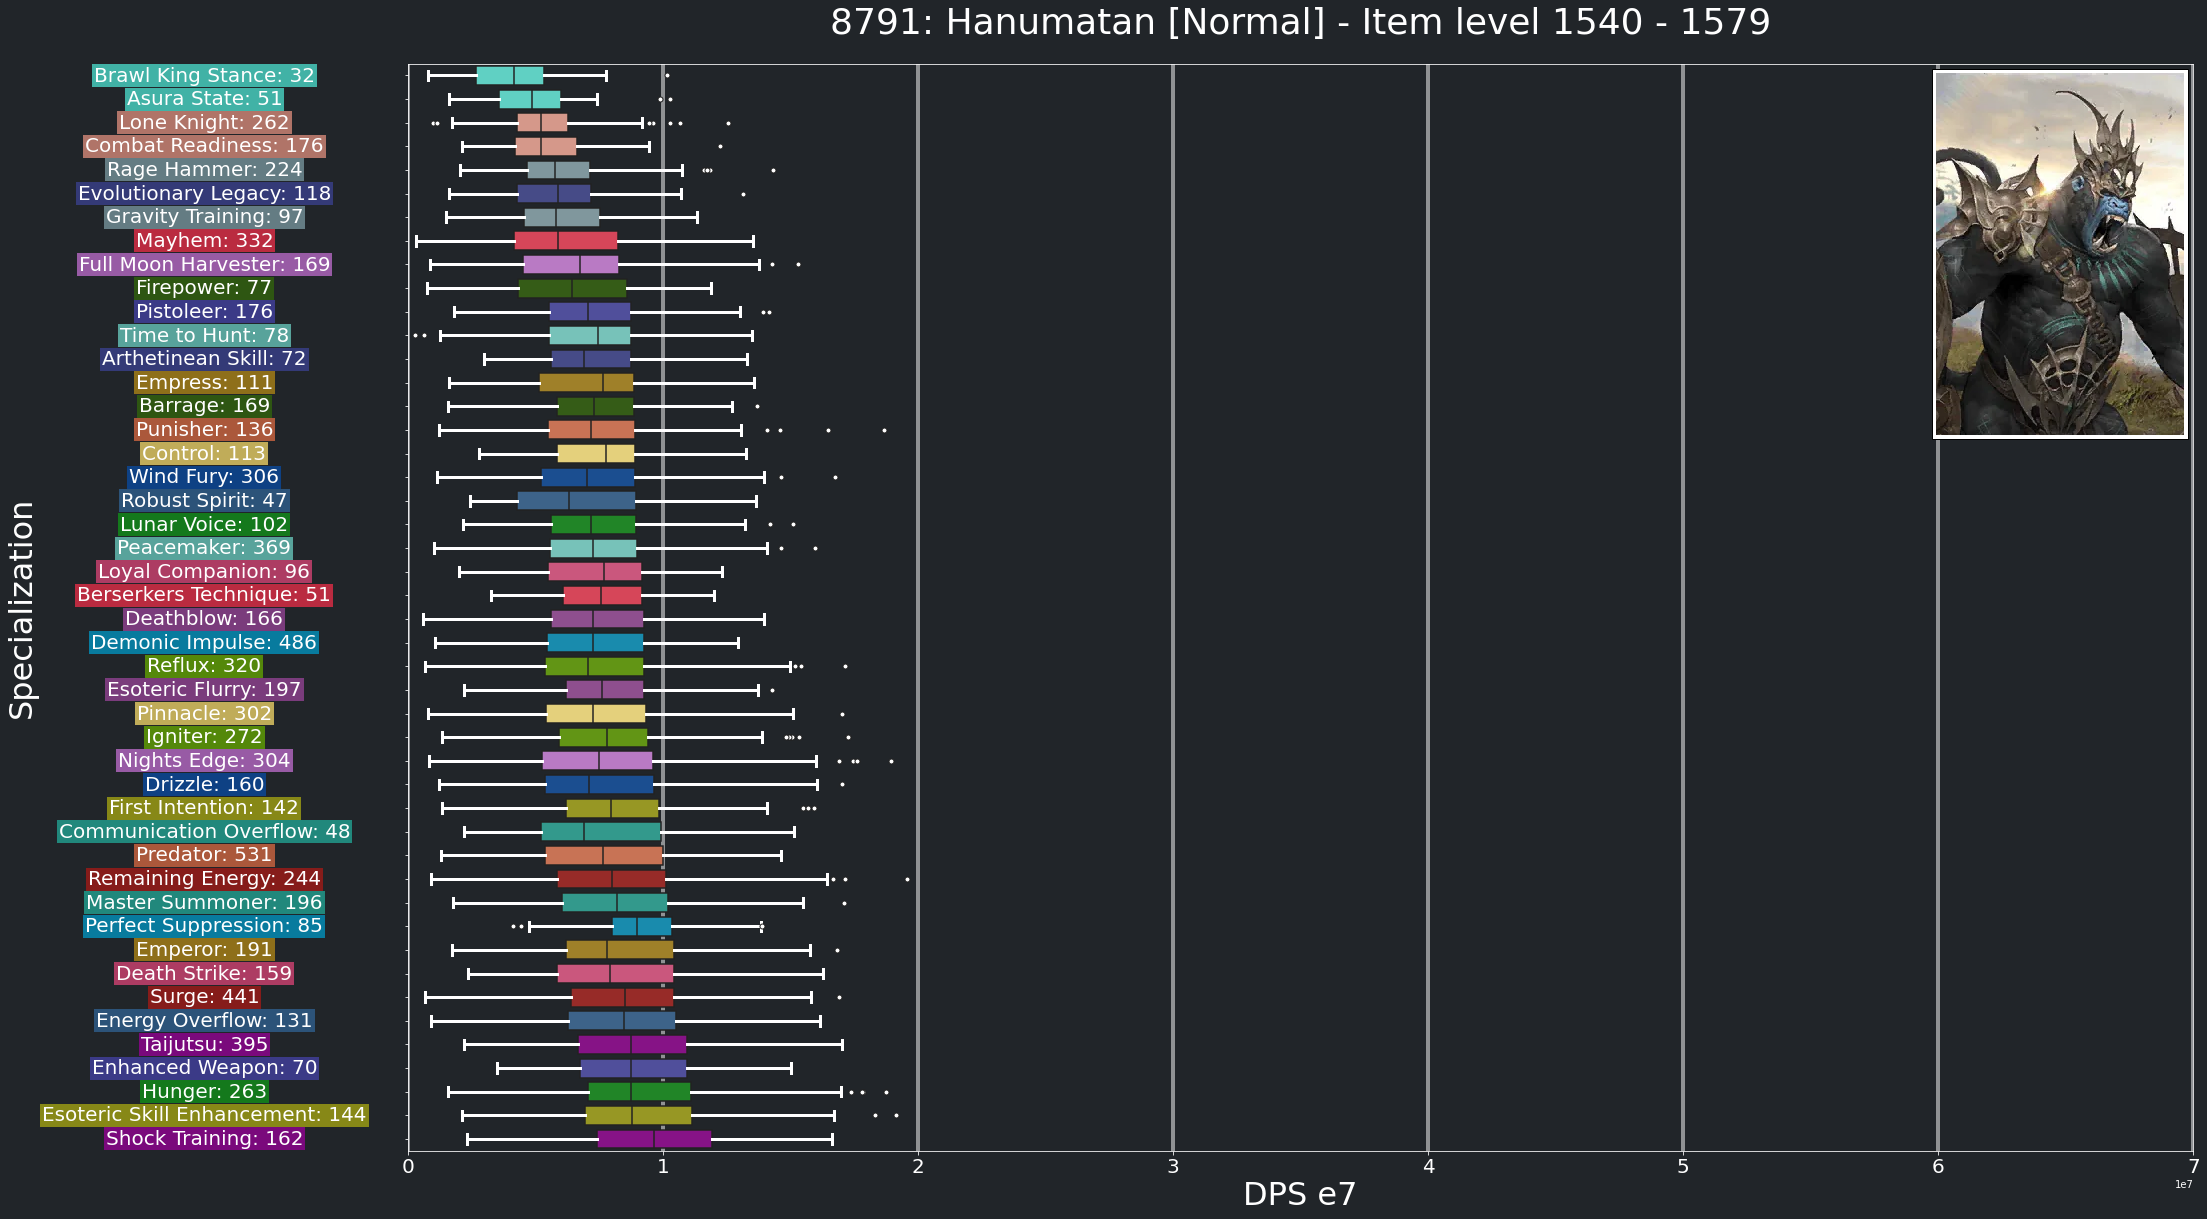 8791: Hanumatan [Normal] - Item level 1540 - 1579
Specialization
Brawl King Stance: 32
Asura State: 51
Lone Knight: 262
Combat Readiness: 176
Rage Hammer: 224
Evolutionary Legacy: 118
Gravity Training: 97
Mayhem: 332
Full Moon Harvester: 169
Firepower: 77
Pistoleer: 176
Time to Hunt: 78
Arthetinean Skill: 72
Empress: 111
Barrage: 169
Punisher: 136
Control: 113
Wind Fury: 306
Robust Spirit: 47
Lunar Voice: 102
Peacemaker: 369
Loyal Companion: 96
Berserkers Technique: 51
Deathblow: 166
Demonic Impulse: 486
Reflux: 320
Esoteric Flurry: 197
Pinnacle: 302
Igniter: 272
Nights Edge: 304
Drizzle: 160
First Intention: 142
Communication Overflow: 48
Predator: 531
Remaining Energy: 244
Master Summoner: 196
Perfect Suppression: 85
Emperor: 191
Death Strike: 159
Surge: 441
Energy Overflow: 131
Taijutsu: 395
Enhanced Weapon: 70
Hunger: 263
Esoteric Skill Enhancement: 144
Shock Training: 162
0 1 2 3 4 5 6 7
1e7
DPS e7